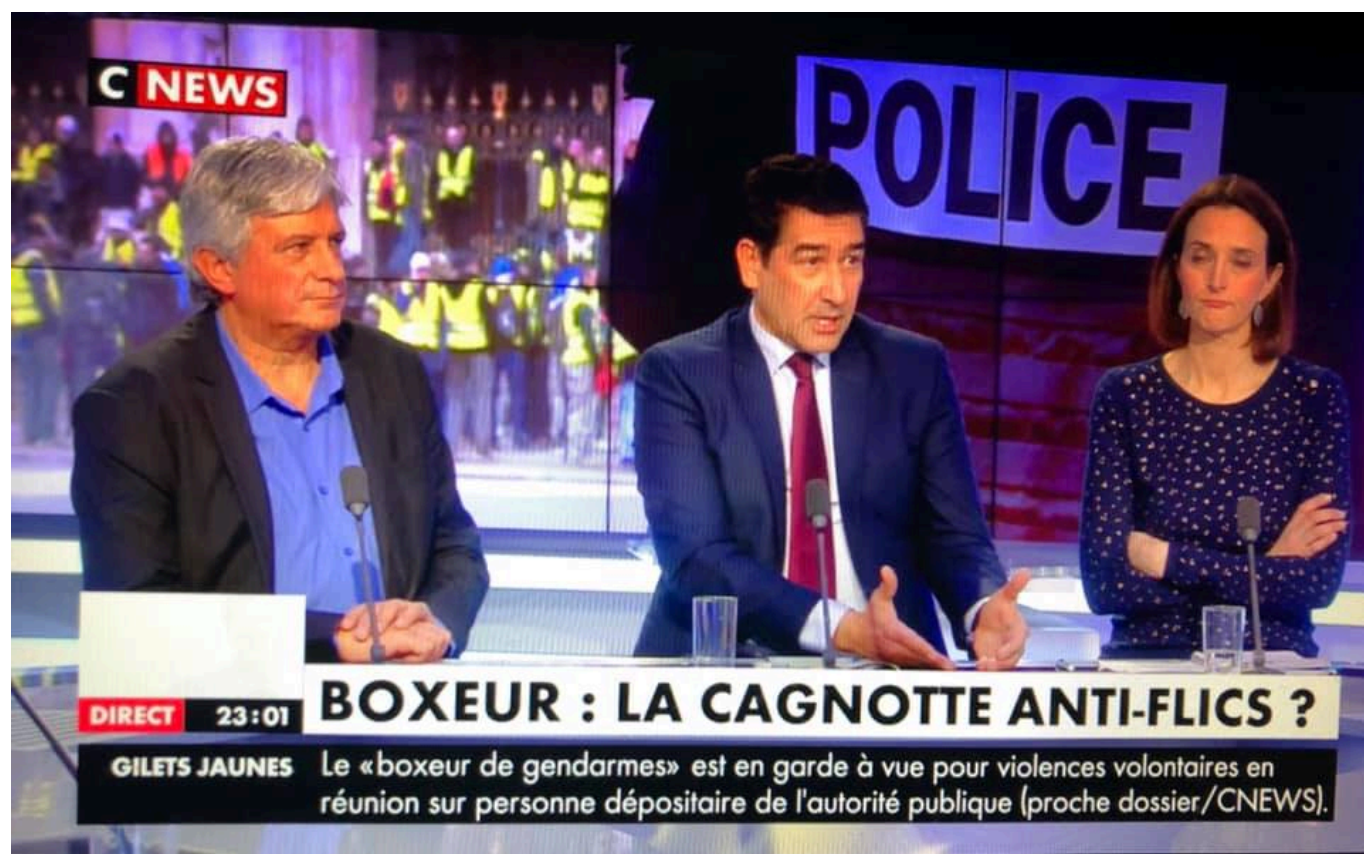 C NEWS
POLICE
DIRECT 23:01
BOXEUR : LA CAGNOTTE ANTI-FLICS ?
GILETS JAUNES
Le «boxeur de gendarmes» est en garde à vue pour violences volontaires en
réunion sur personne dépositaire de l'autorité publique (proche dossier/CNEWS).